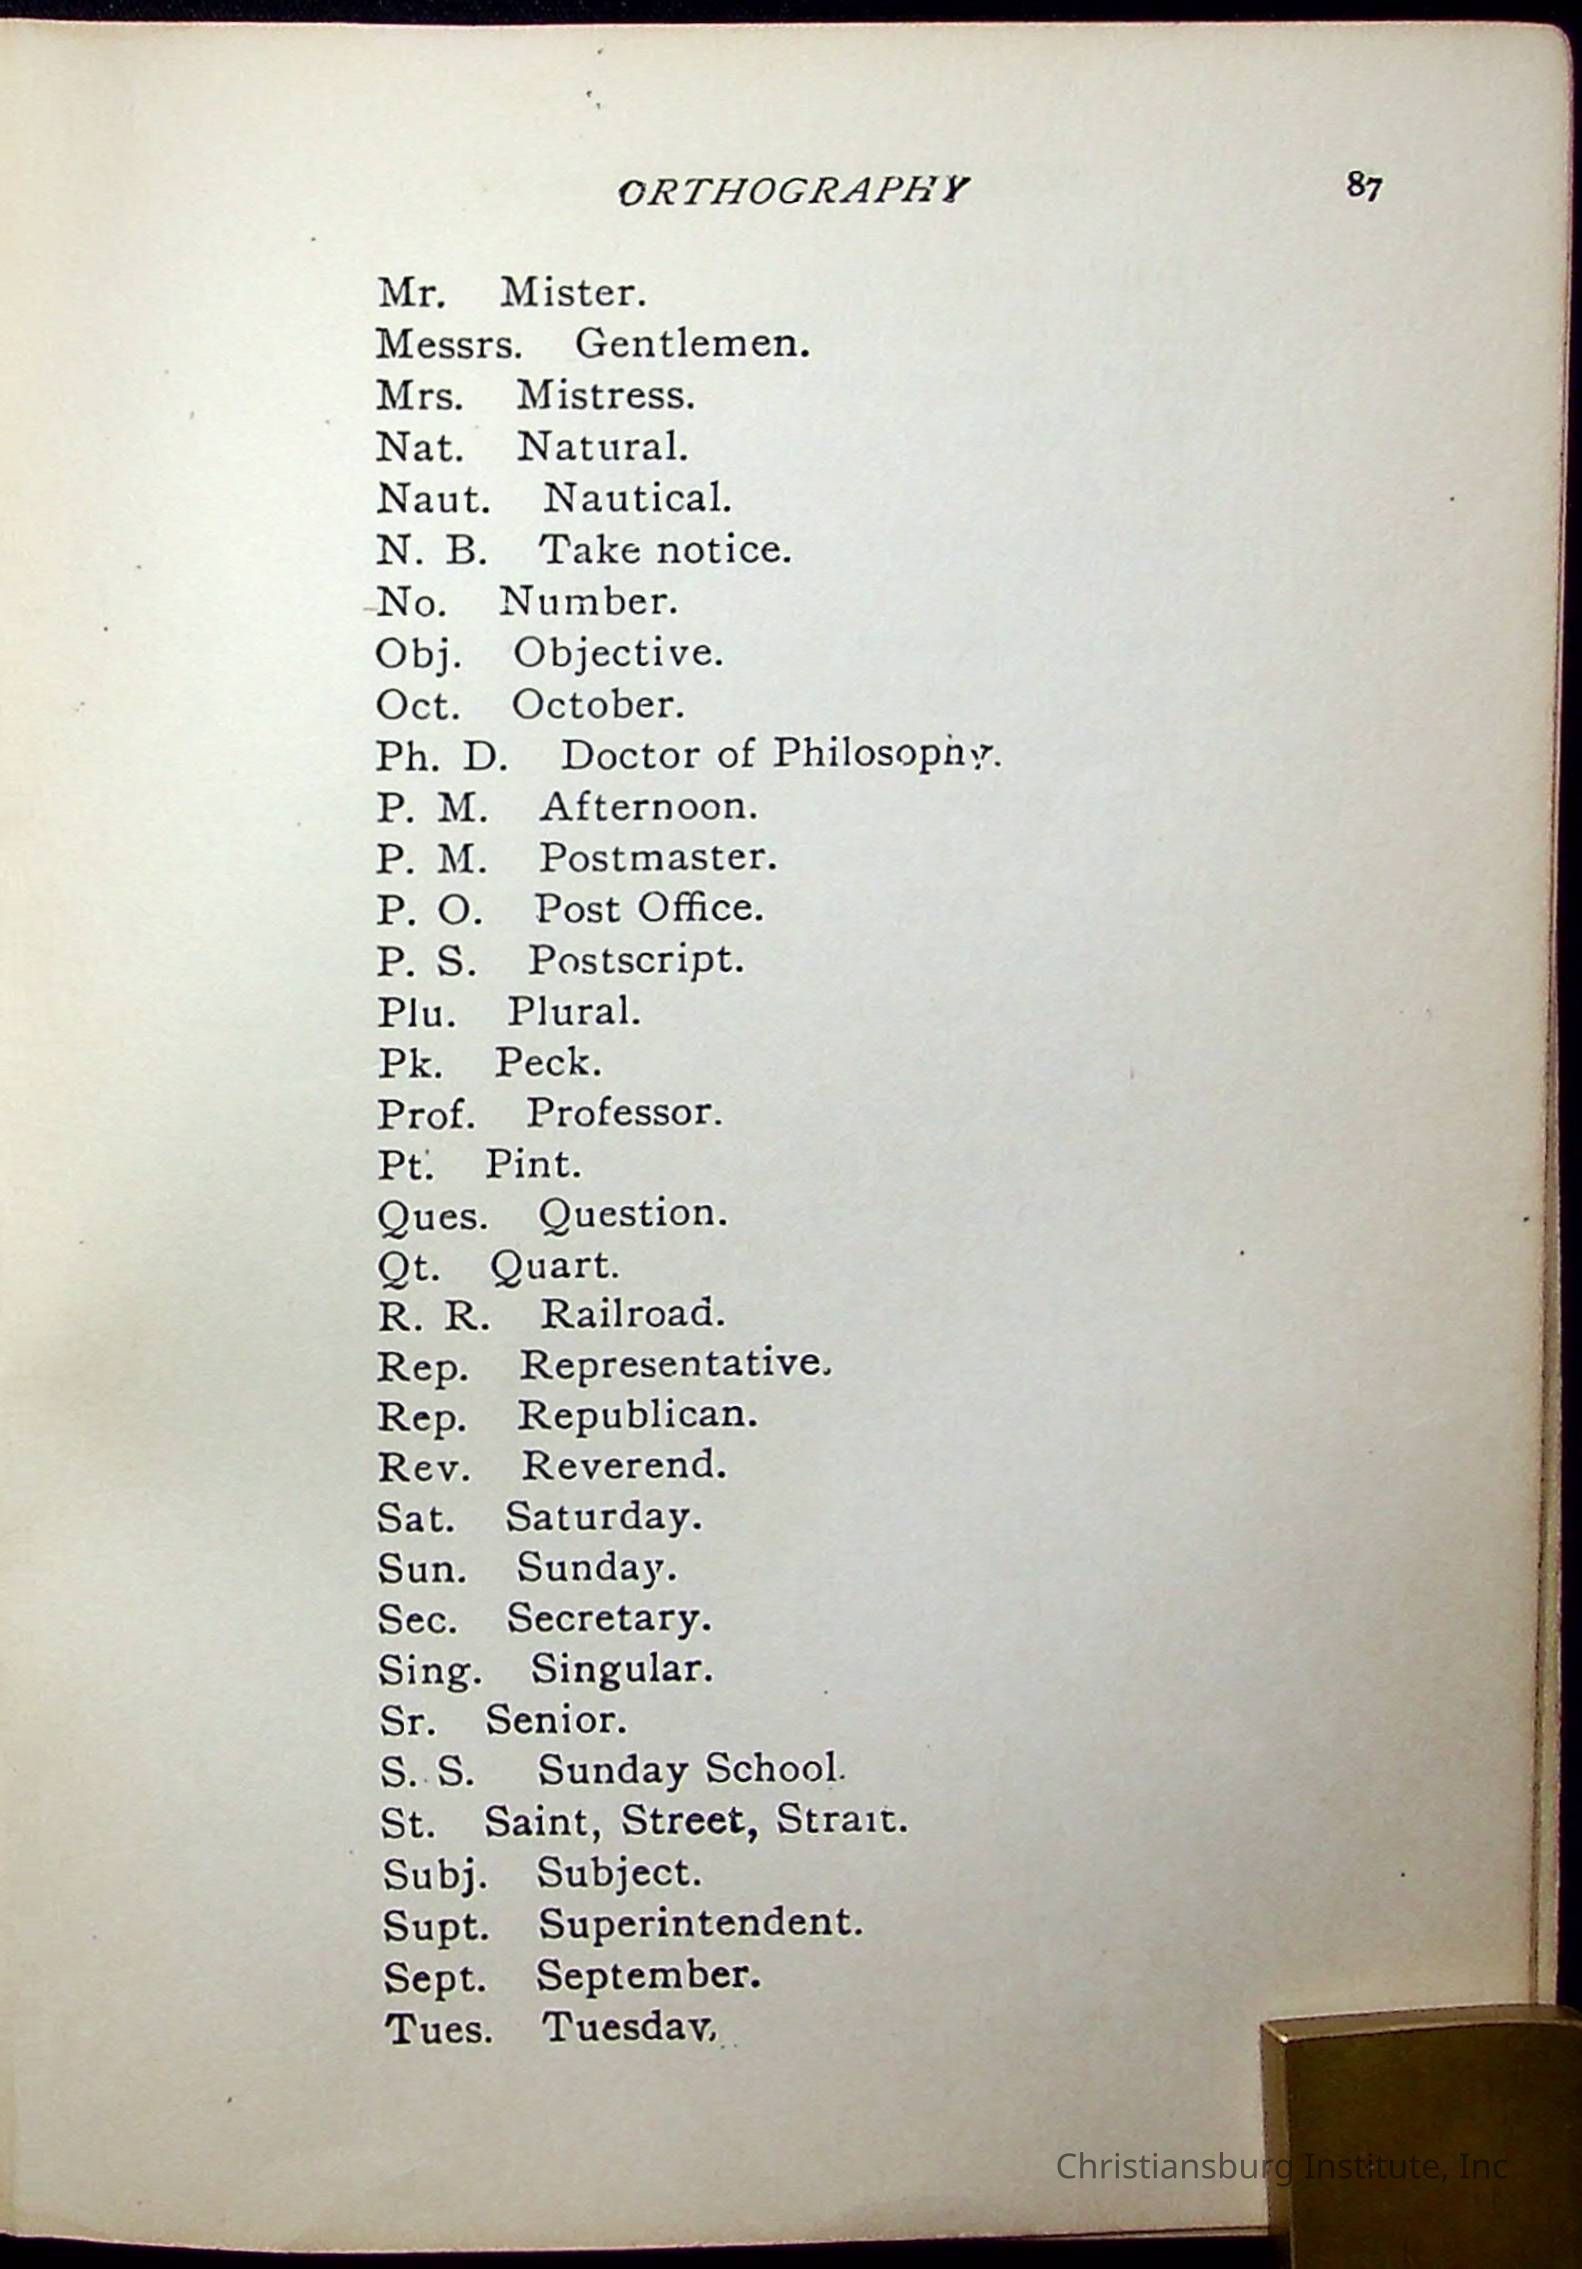 ORTHOGRAPHY 87
Mr. Mister.
Messrs. Gentlemen.
Mrs. Mistress.
Nat. Natural.
Naut. Nautical.
N. B. Take notice.
No. Number.
Obj. Objective.
Oct. October.
Ph. D. Doctor of Philosophy.
P. M. Afternoon.
P. M. Postmaster.
P. O. Post Office.
P. S. Postscript.
Plu. Plural.
Pk. Peck.
Prof. Professor.
Pt. Pint.
Ques. Question.
Qt. Quart.
R. R. Railroad.
Rep. Representative.
Rep. Republican.
Rev. Reverend.
Sat. Saturday.
Sun. Sunday.
Sec. Secretary.
Sing. Singular.
Sr. Senior.
S. S. Sunday School.
St. Saint, Street, Strait.
Subj. Subject.
Supt. Superintendent.
Sept. September.
Tues. Tuesday.
Christiansburg Institute, Inc